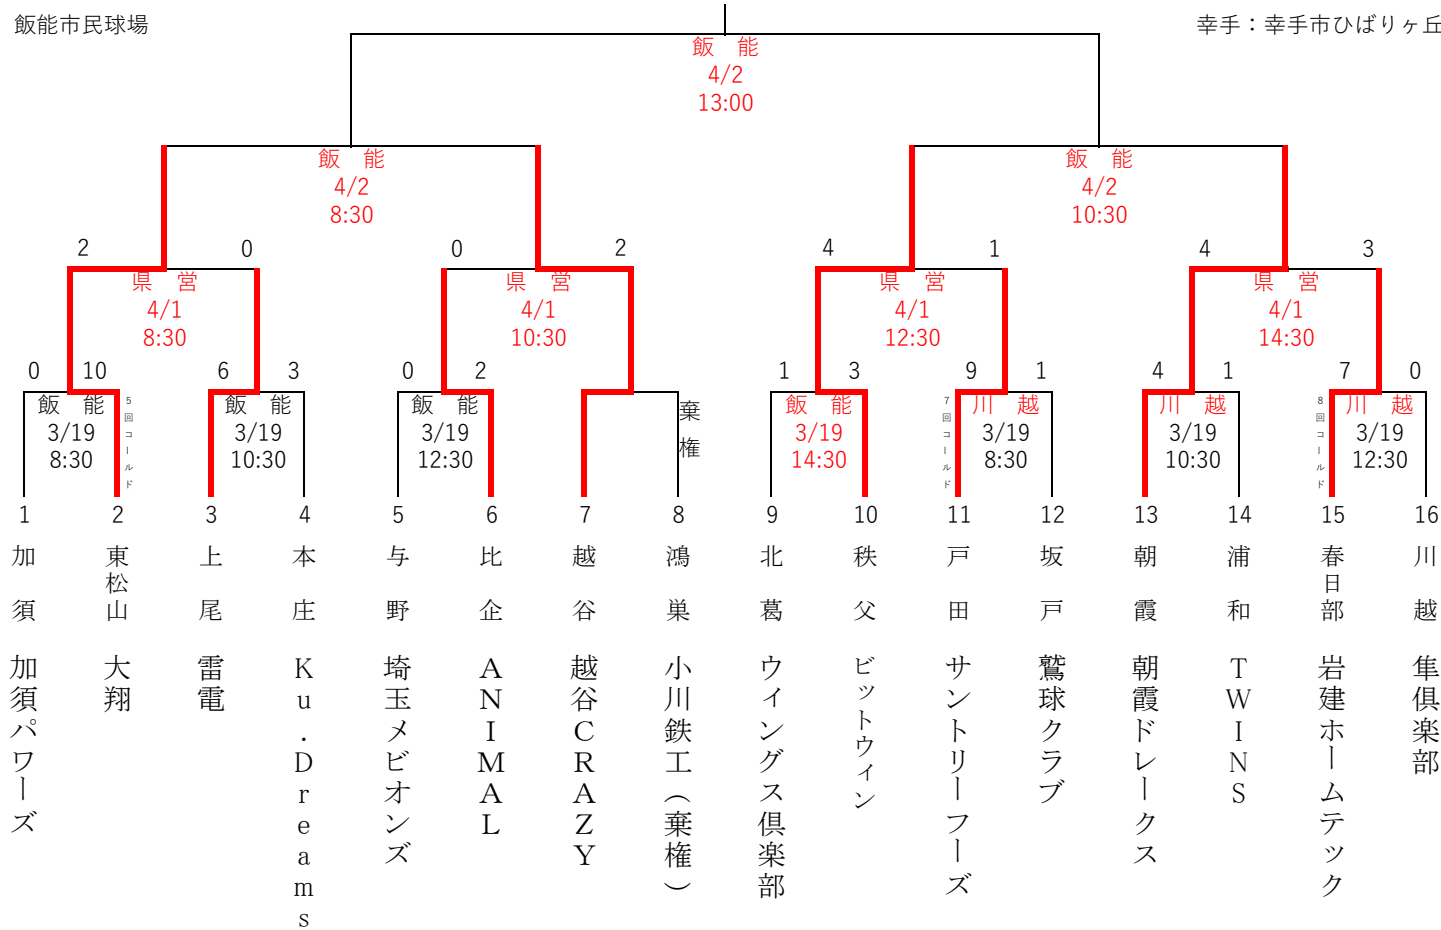 飯能市民球場
幸手：幸手市ひばりヶ丘
飯 能
4/2
13:00
飯 能
4/2
8:30
飯 能
4/2
10:30
2
0
0
2
4
1
4
3
県 営
4/1
8:30
県 営
4/1
10:30
県 営
4/1
12:30
県 営
4/1
14:30
0
10
6
3
0
2
1
3
9
1
4
1
7
0
飯 能
3/19
8:30
5回コールド
飯 能
3/19
10:30
飯 能
3/19
12:30
棄権
飯 能
3/19
14:30
7回コールド
川 越
3/19
8:30
川 越
3/19
10:30
8回コールド
川 越
3/19
12:30
1
加須
加須パワーズ
2
東松山
大翔
3
上尾
雷電
4
本庄
Ku.Dreams
5
与野
埼玉メビオンズ
6
比企
ANIMAL
7
越谷
越谷CRAZY
8
鴻巣
小川鉄工（棄権）
9
北葛
ウイングス倶楽部
10
秩父
ビットウィン
11
戸田
サントリーフーズ
12
坂戸
鷲球クラブ
13
朝霞
朝霞ドレークス
14
浦和
TWINS
15
春日部
岩建ホームテック
16
川越
隼倶楽部